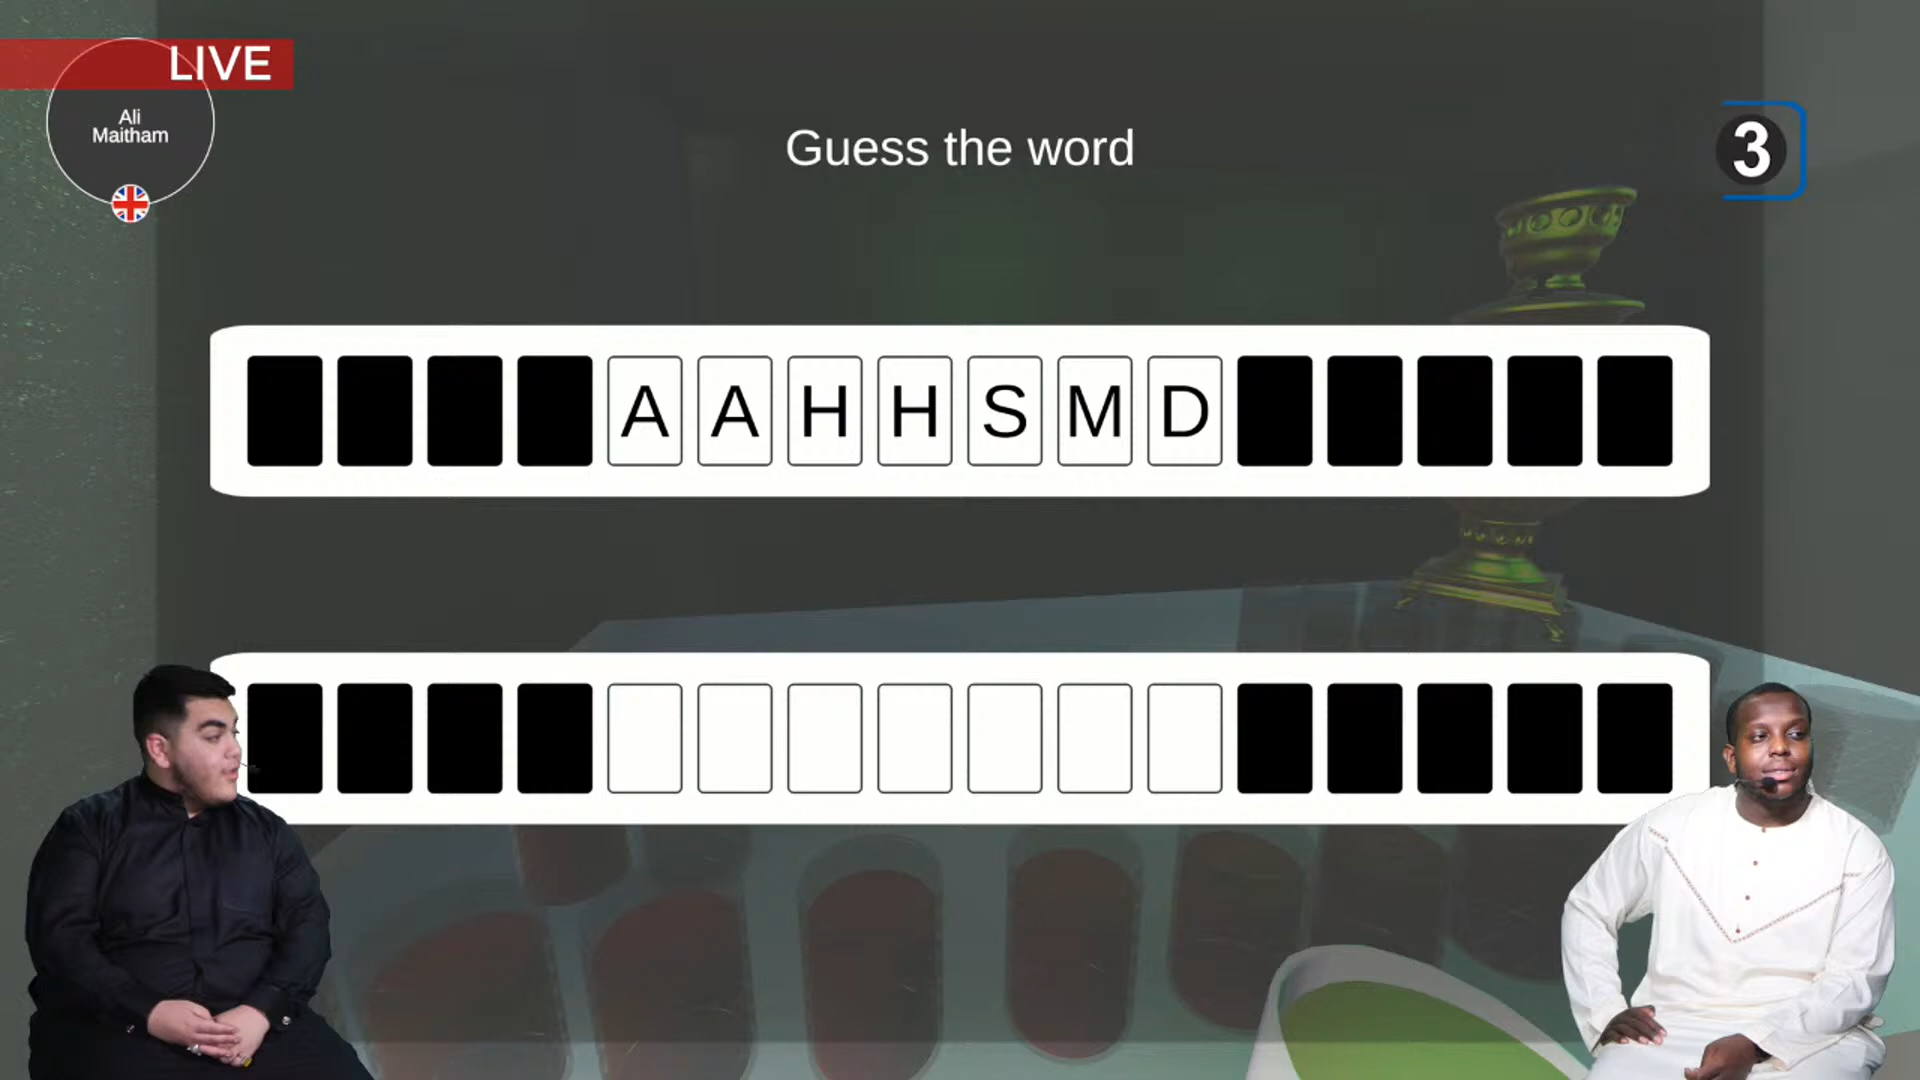 LIVE
Ali
Maitham
Guess the word
3
A A H H S M D